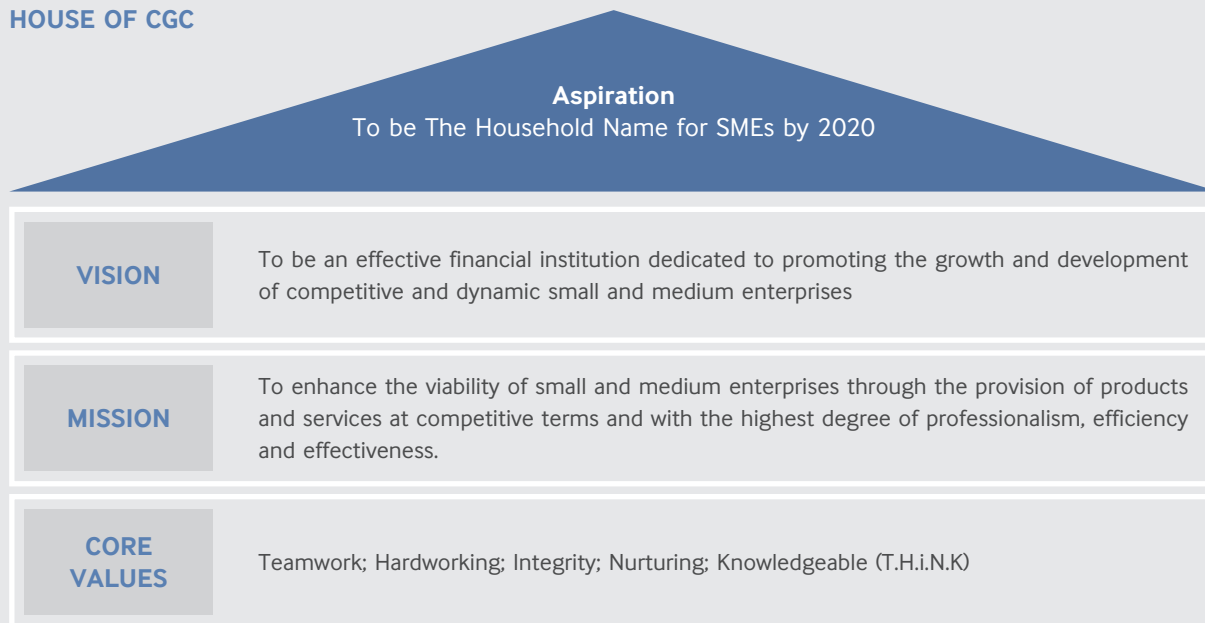 HOUSE OF CGC
Aspiration
To be The Household Name for SMEs by 2020
VISION
To be an effective financial institution dedicated to promoting the growth and development
of competitive and dynamic small and medium enterprises
MISSION
To enhance the viability of small and medium enterprises through the provision of products
and services at competitive terms and with the highest degree of professionalism, efficiency
and effectiveness.
CORE
VALUES
Teamwork; Hardworking; Integrity; Nurturing; Knowledgeable (T.H.i.N.K)